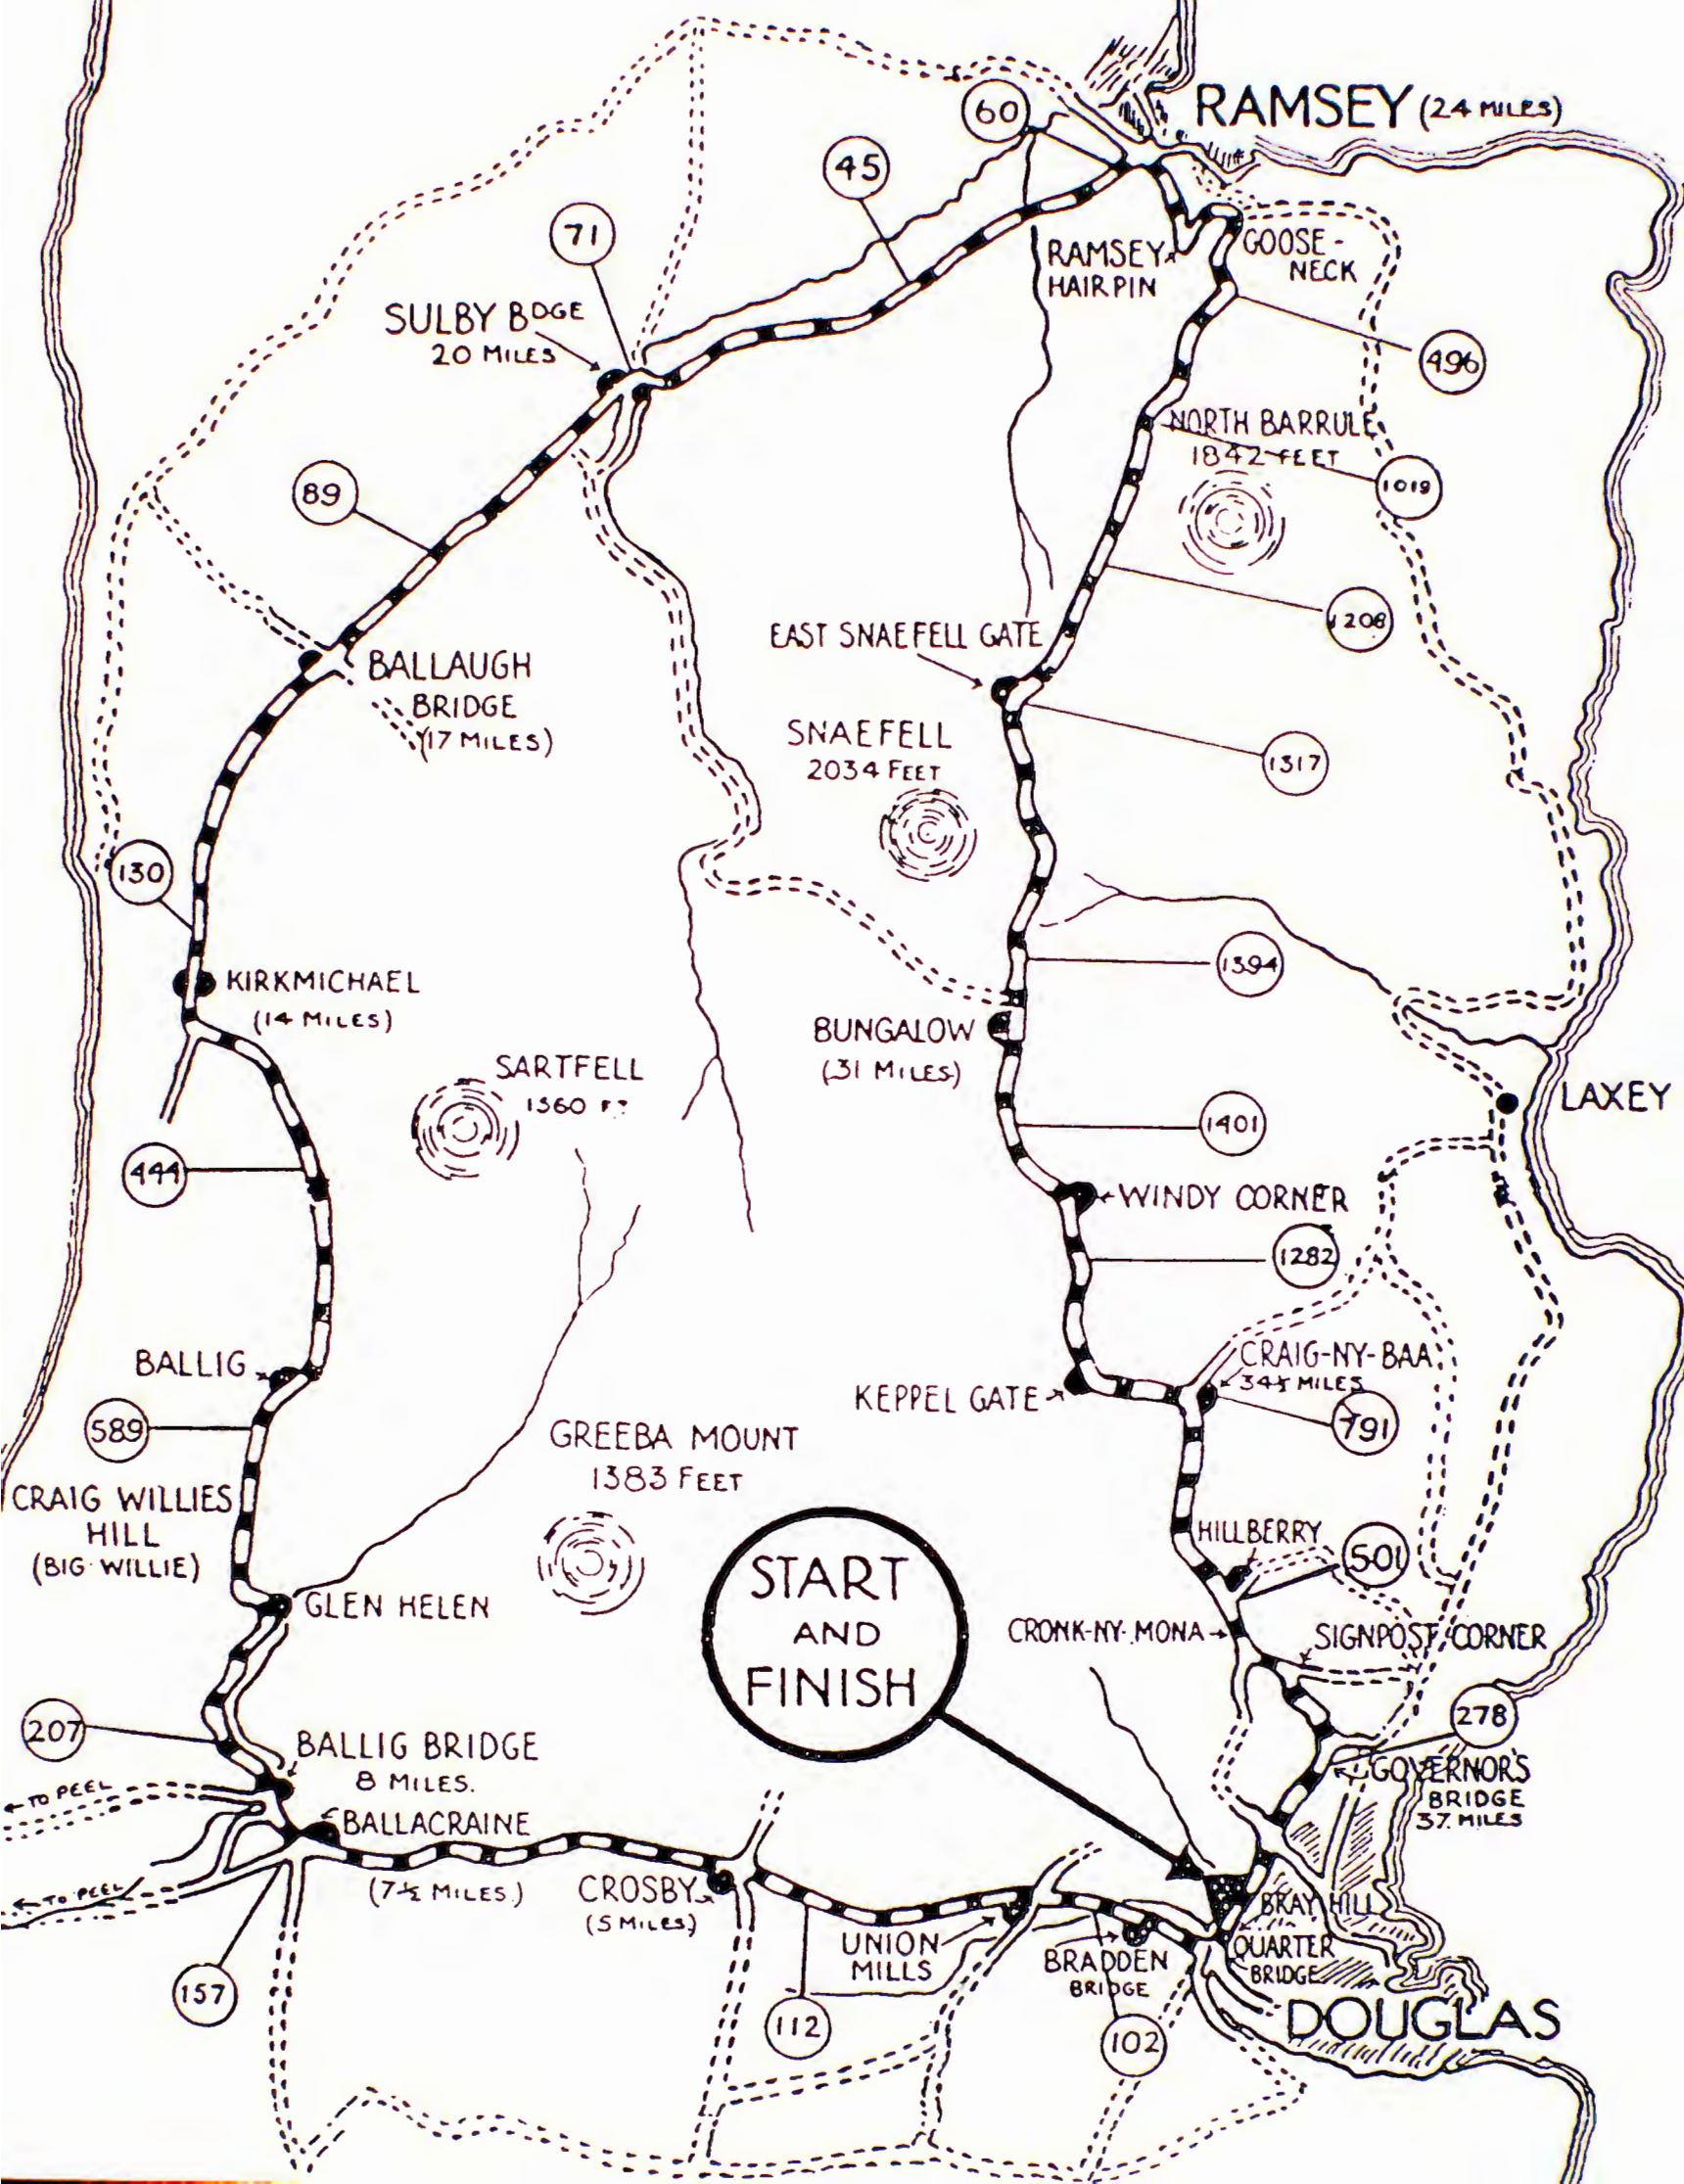 RAMSEY (24 MILES)
60
45
71
SULBY BDGE
20 MILES
RAMSEY
HAIRPIN
GOOSE-
NECK
496
NORTH BARRULE
1842 FEET
1019
89
1208
EAST SNAEFELL GATE
BALLAUGH
BRIDGE
(17 MILES)
SNAEFELL
2034 FEET
1317
130
1394
KIRKMICHAEL
(14 MILES)
BUNGALOW
(31 MILES)
SARTFELL
1360
LAXEY
1401
444
WINDY CORNER
1282
BALLIG
CRAIG-NY-BAA
34½ MILES
KEPPEL GATE
791
589
GREEBA MOUNT
1383 FEET
CRAIG WILLIES
HILL
(BIG WILLIE)
HILLBERRY
501
START
AND
FINISH
GLEN HELEN
CRONK-NY-MONA
SIGNPOST CORNER
207
278
BALLIG BRIDGE
8 MILES.
GOVERNOR'S
BRIDGE
37. MILES
TO PEEL
BALLACRAINE
(7½ MILES.)
TO PEEL
CROSBY
(5 MILES)
BRAY HILL
UNION
MILLS
BRADDEN
BRIDGE
QUARTER
BRIDGE
157
112
102
DOUGLAS